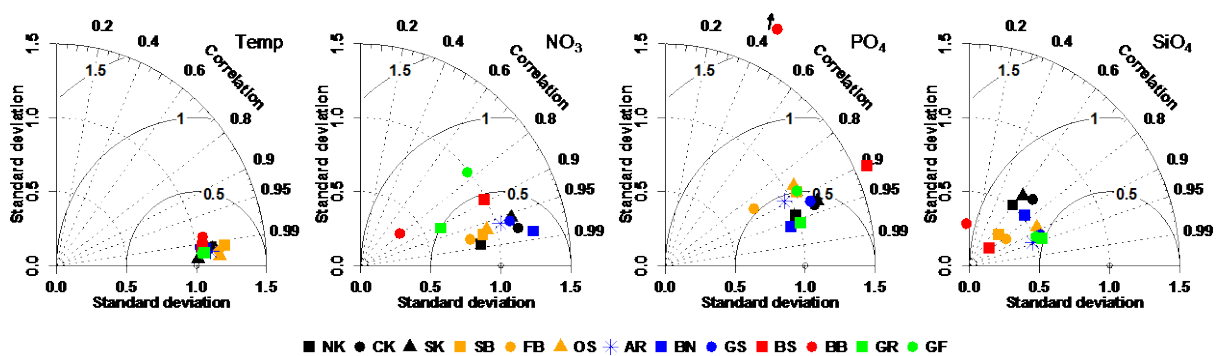 0.2 0.4 0.6 0.8 0.9 0.95 0.99
Correlation
Temp
1.5 1 0.5
Standard deviation
0.0 0.5 1.0 1.5
0.0 0.5 1.0 1.5
Standard deviation
0.2 0.4 0.6 0.8 0.9 0.95 0.99
Correlation
NO3
1.5 1 0.5
Standard deviation
0.0 0.5 1.0 1.5
0.0 0.5 1.0 1.5
Standard deviation
0.2 0.4 0.6 0.8 0.9 0.95 0.99
Correlation
PO4
1.5 1 0.5
Standard deviation
0.0 0.5 1.0 1.5
0.0 0.5 1.0 1.5
Standard deviation
0.2 0.4 0.6 0.8 0.9 0.95 0.99
Correlation
SiO4
1.5 1 0.5
Standard deviation
0.0 0.5 1.0 1.5
0.0 0.5 1.0 1.5
Standard deviation
NK CK SK SB FB OS AR BN GS BS BB GR GF